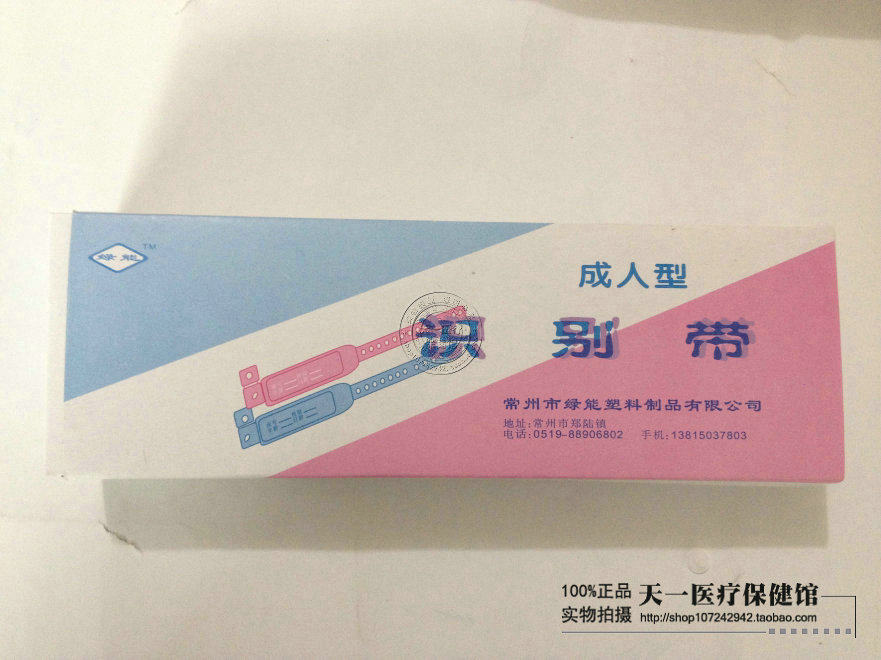 绿能 TM
成人型
识别带
常州市绿能塑料制品有限公司
地址:常州市郑陆镇
电话:0519-88906802 手机:13815037803
100%正品 天一医疗保健馆
实物拍摄 http://shop107242942.taobao.com